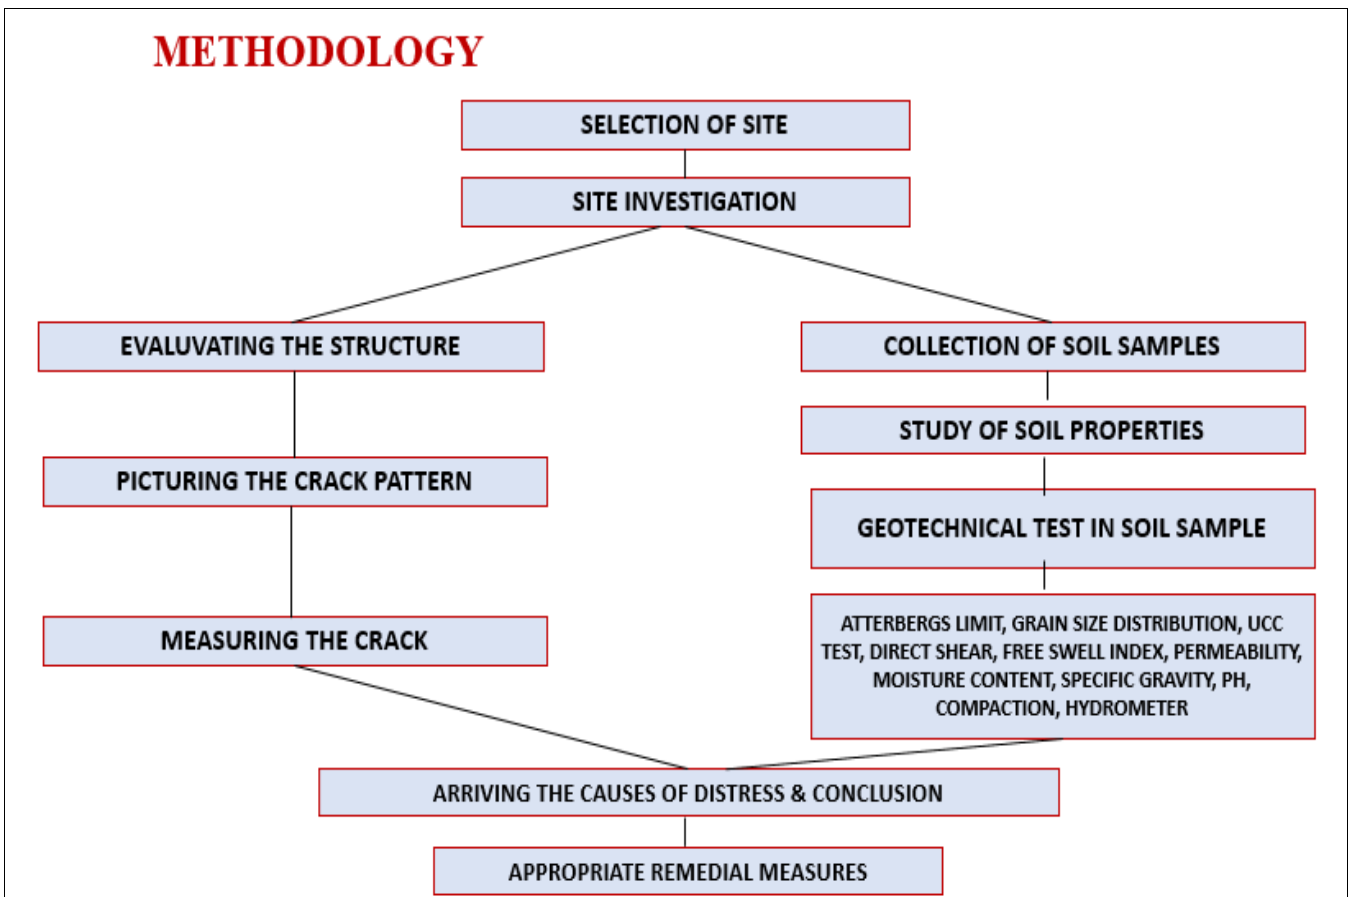 METHODOLOGY
SELECTION OF SITE
SITE INVESTIGATION
EVALUVATING THE STRUCTURE
PICTURING THE CRACK PATTERN
MEASURING THE CRACK
COLLECTION OF SOIL SAMPLES
STUDY OF SOIL PROPERTIES
GEOTECHNICAL TEST IN SOIL SAMPLE
ATTERBERGS LIMIT, GRAIN SIZE DISTRIBUTION, UCC
TEST, DIRECT SHEAR, FREE SWELL INDEX, PERMEABILITY,
MOISTURE CONTENT, SPECIFIC GRAVITY, PH,
COMPACTION, HYDROMETER
ARRIVING THE CAUSES OF DISTRESS & CONCLUSION
APPROPRIATE REMEDIAL MEASURES